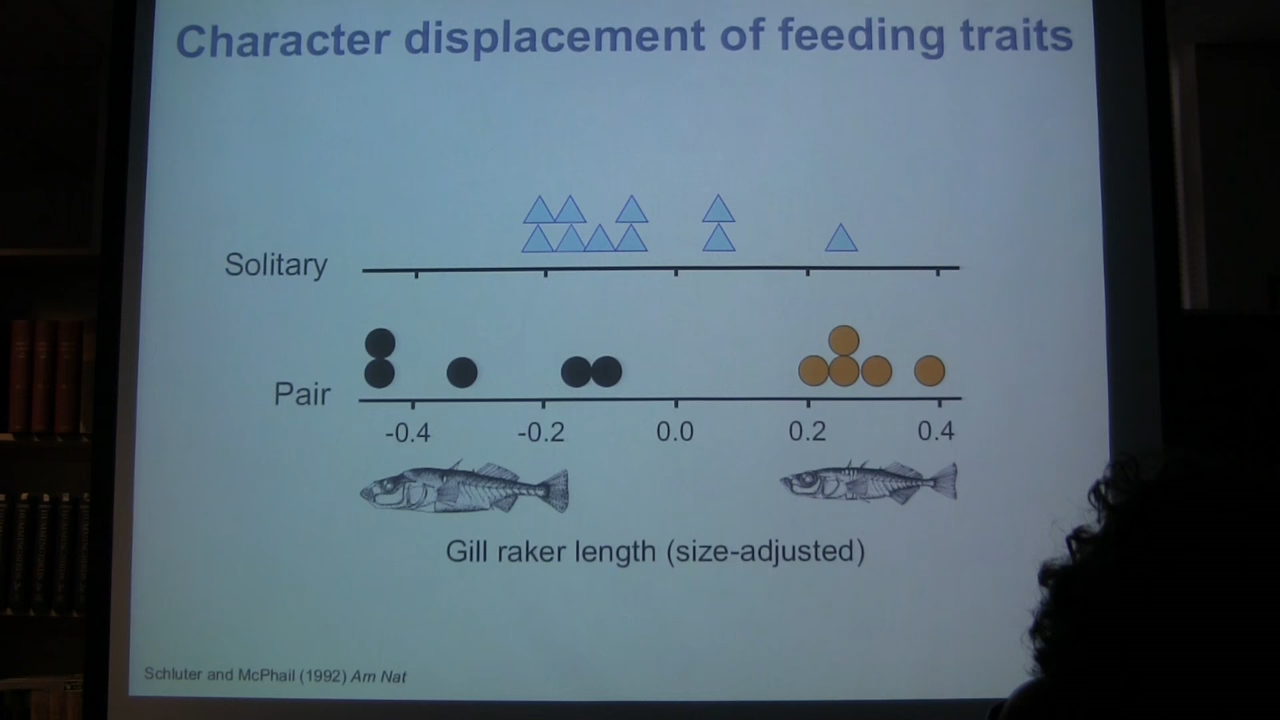 Character displacement of feeding traits
Solitary
Pair
-0.4 -0.2 0.0 0.2 0.4
Gill raker length (size-adjusted)
Schluter and McPhail (1992) Am Nat